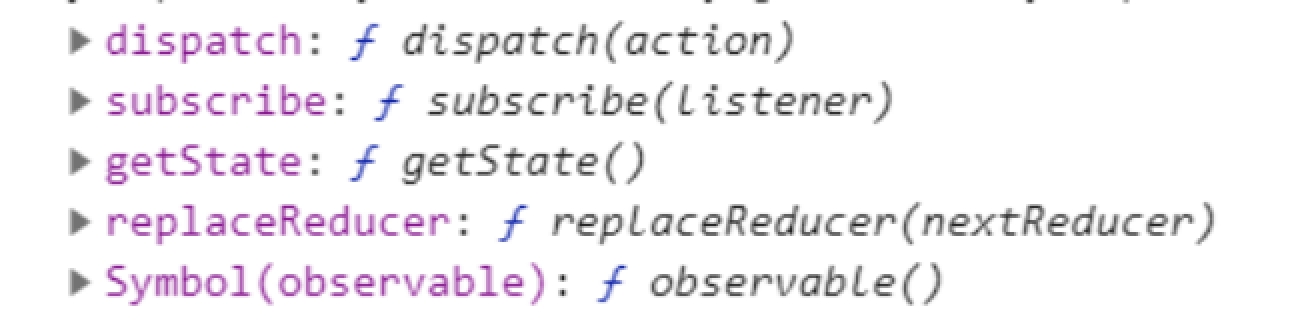 dispatch: ƒ dispatch(action)
subscribe: ƒ subscribe(listener)
getState: ƒ getState()
replaceReducer: ƒ replaceReducer(nextReducer)
Symbol(observable): ƒ observable()